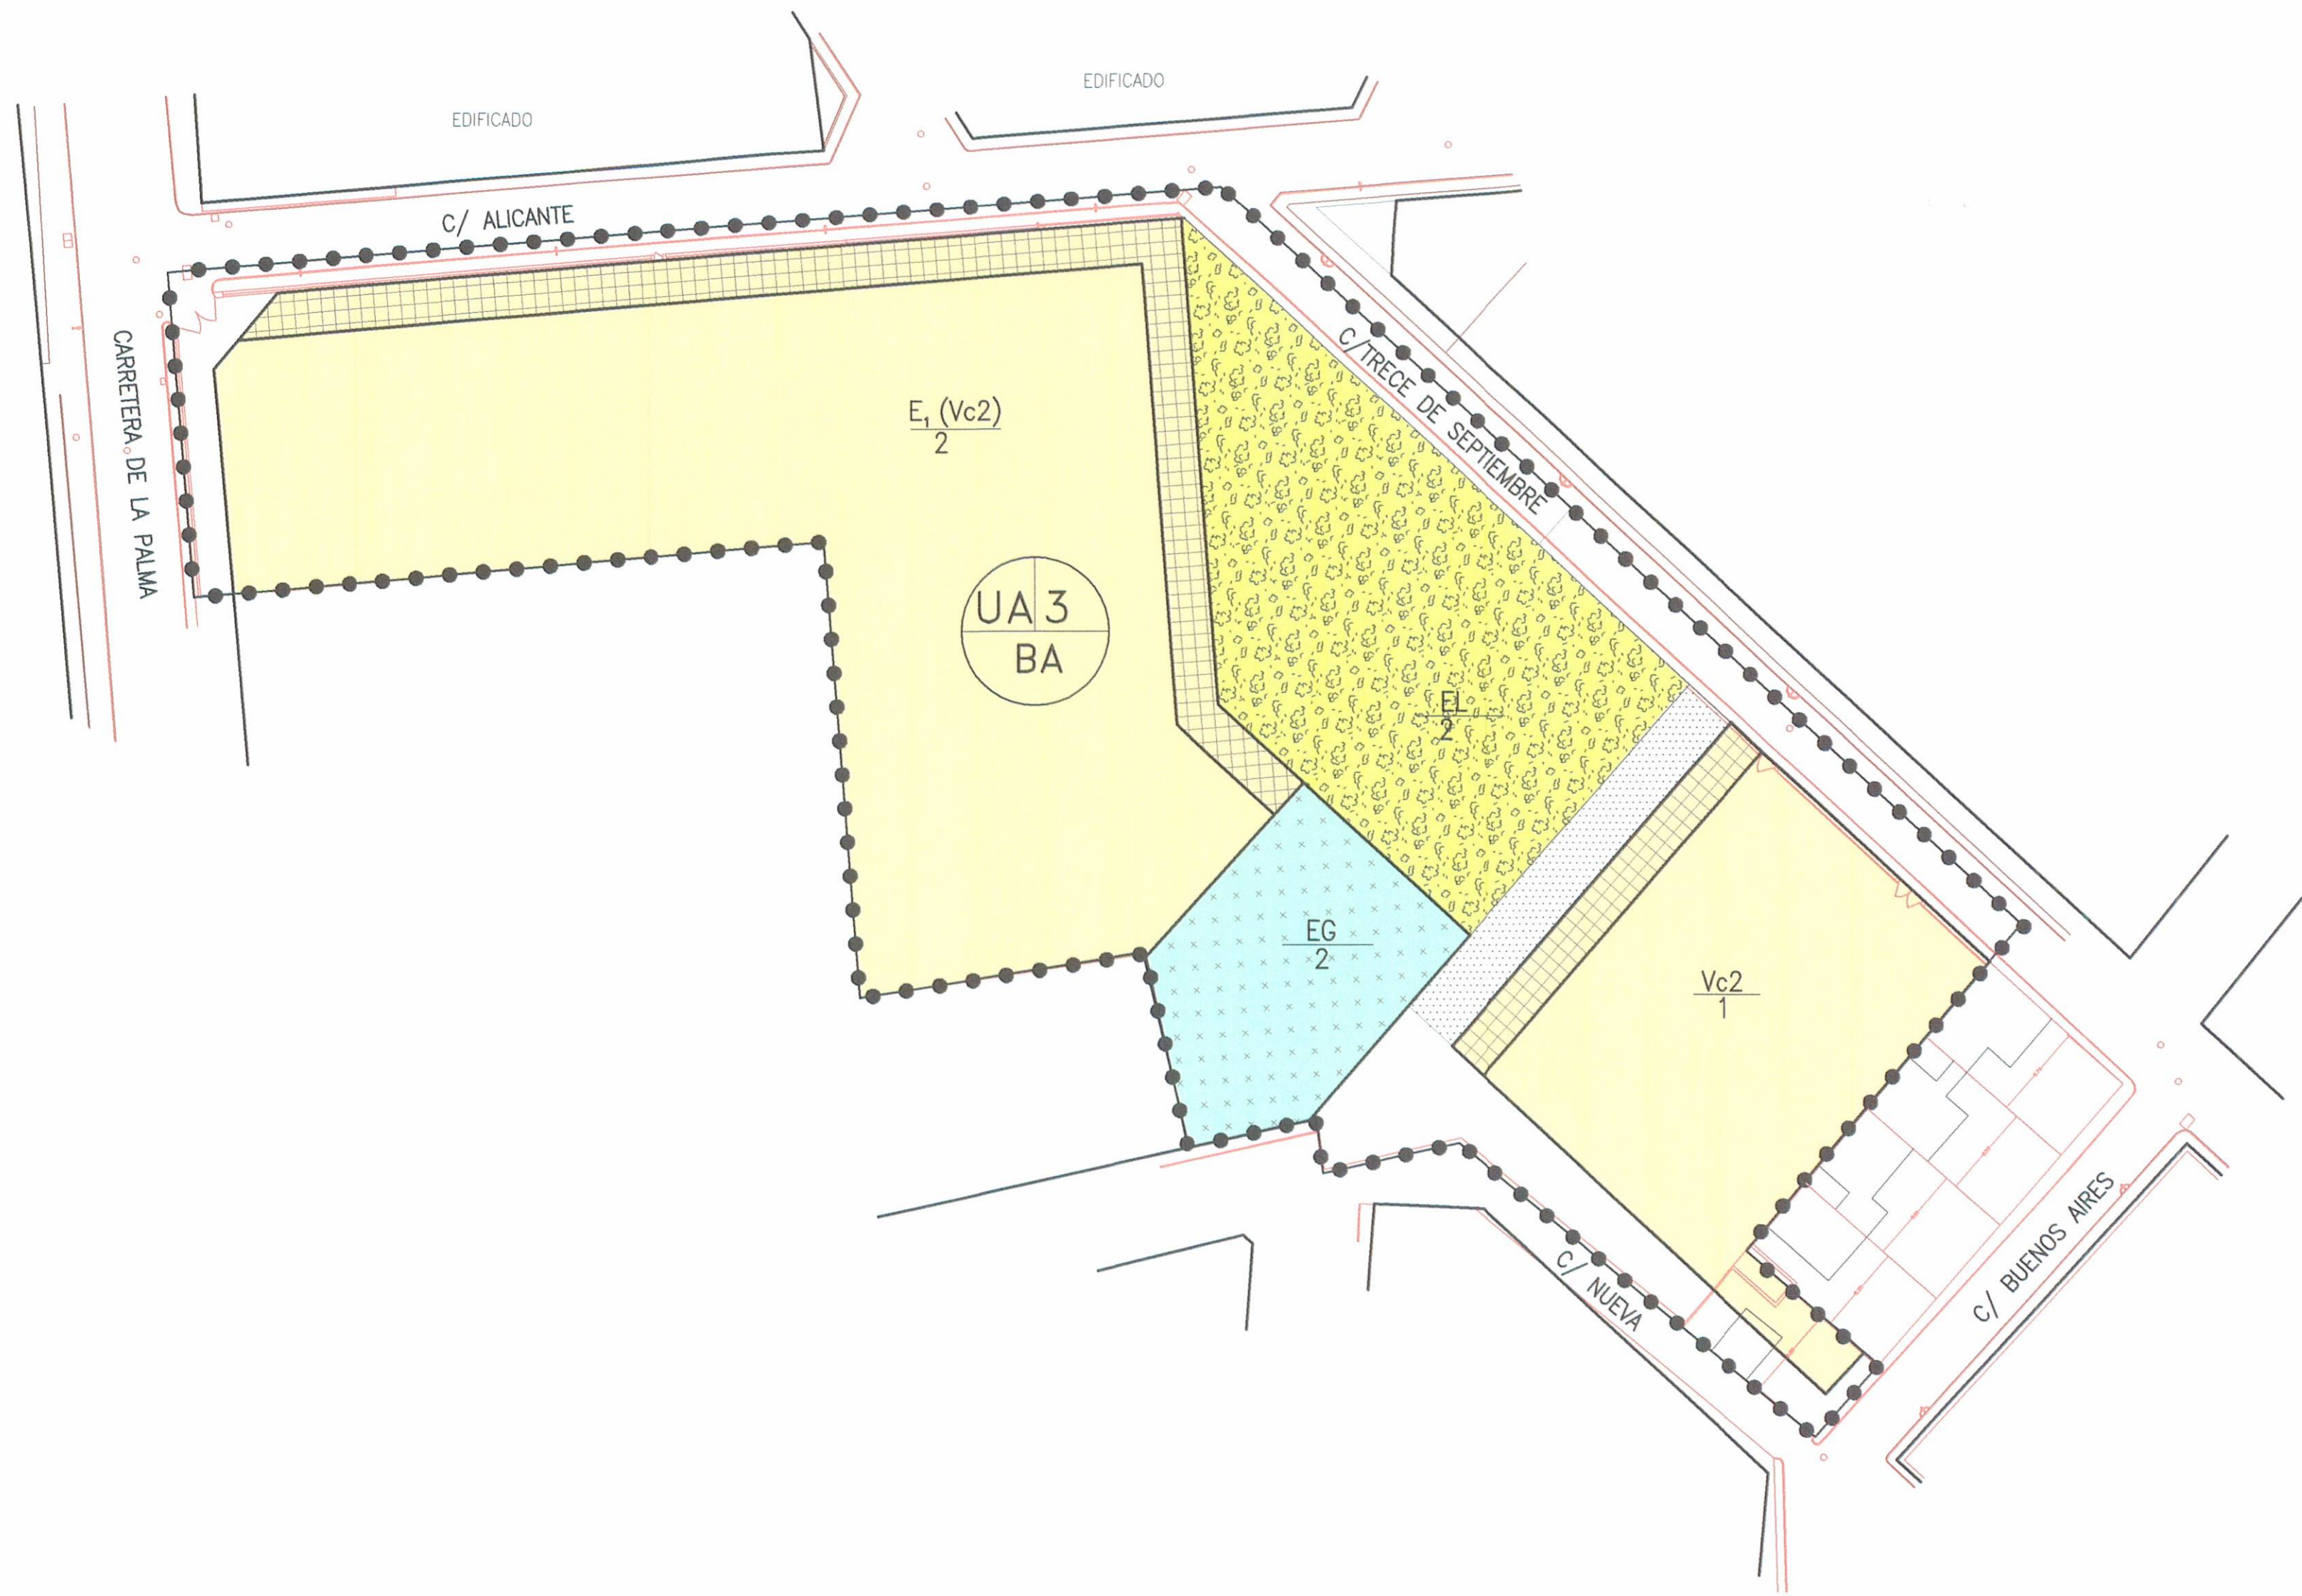 EDIFICADO
EDIFICADO
C/ ALICANTE
CARRETERA DE LA PALMA
C/TRECE DE SEPTIEMBRE
E, (Vc2)
2
UA 3
BA
EL
2
EG
2
Vc2
1
C/ NUEVA
C/ BUENOS AIRES